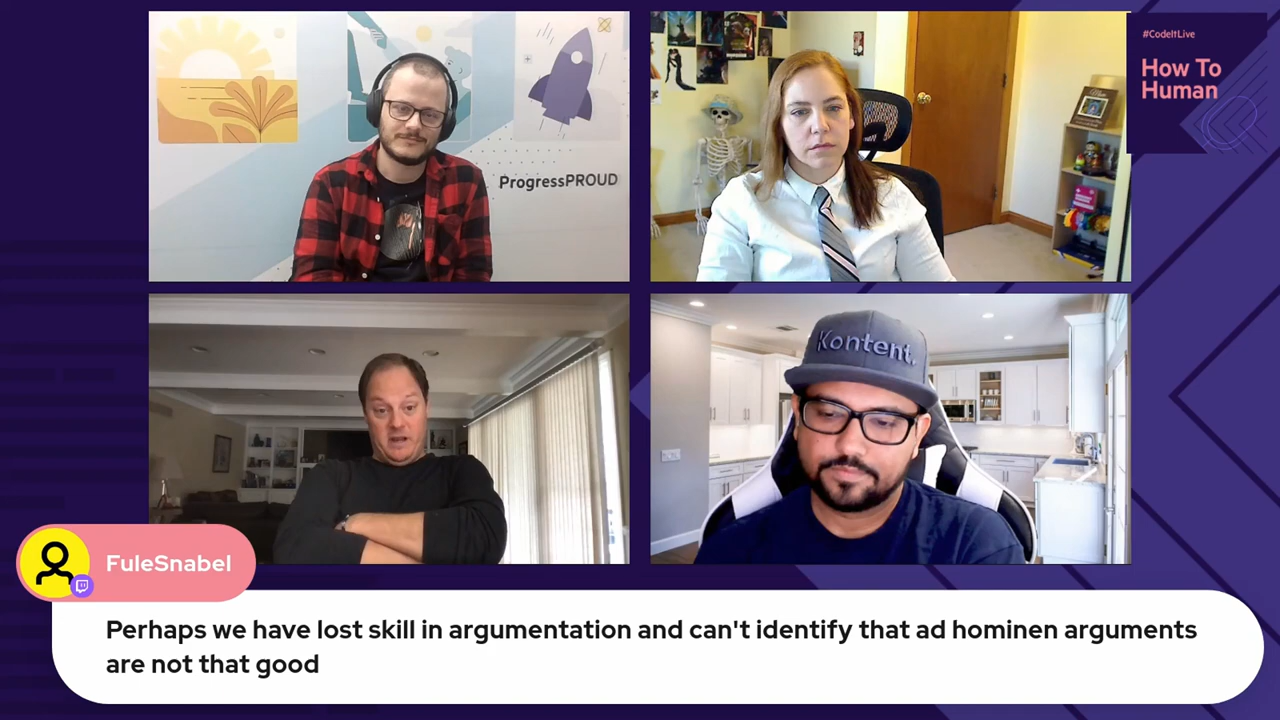 #CodeItLive
How To
Human
ProgressPROUD
Kontent.
FuleSnabel
Perhaps we have lost skill in argumentation and can't identify that ad hominen arguments
are not that good